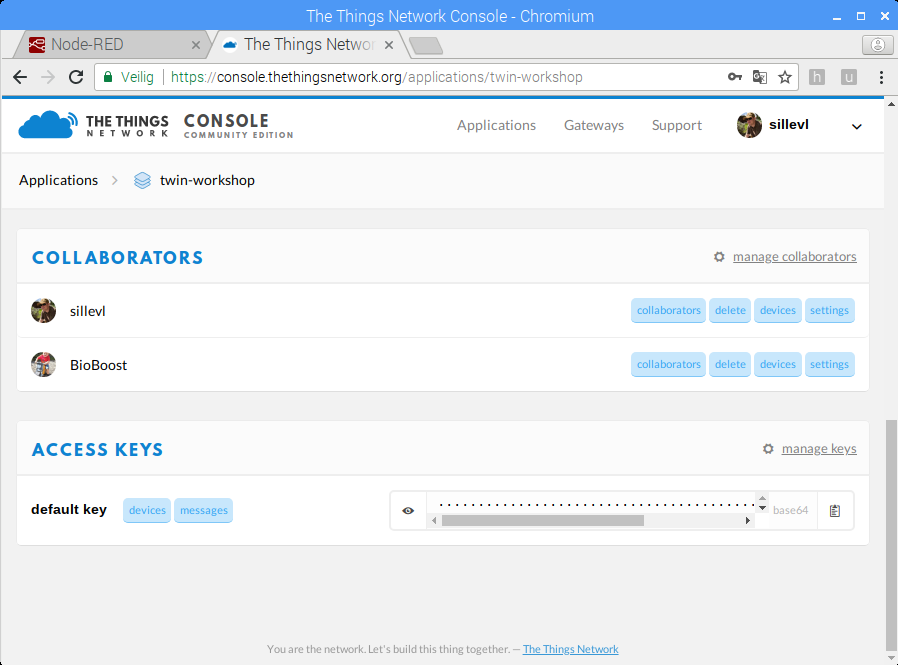 The Things Network Console - Chromium
Node-RED
The Things Networ
Veilig https://console.thethingsnetwork.org/applications/twin-workshop
h u
THE THINGS NETWORK CONSOLE COMMUNITY EDITION
Applications Gateways Support sillevl
Applications twin-workshop
COLLABORATORS manage collaborators
sillevl collaborators delete devices settings
BioBoost collaborators delete devices settings
ACCESS KEYS manage keys
default key devices messages base64
You are the network. Let's build this thing together. — The Things Network